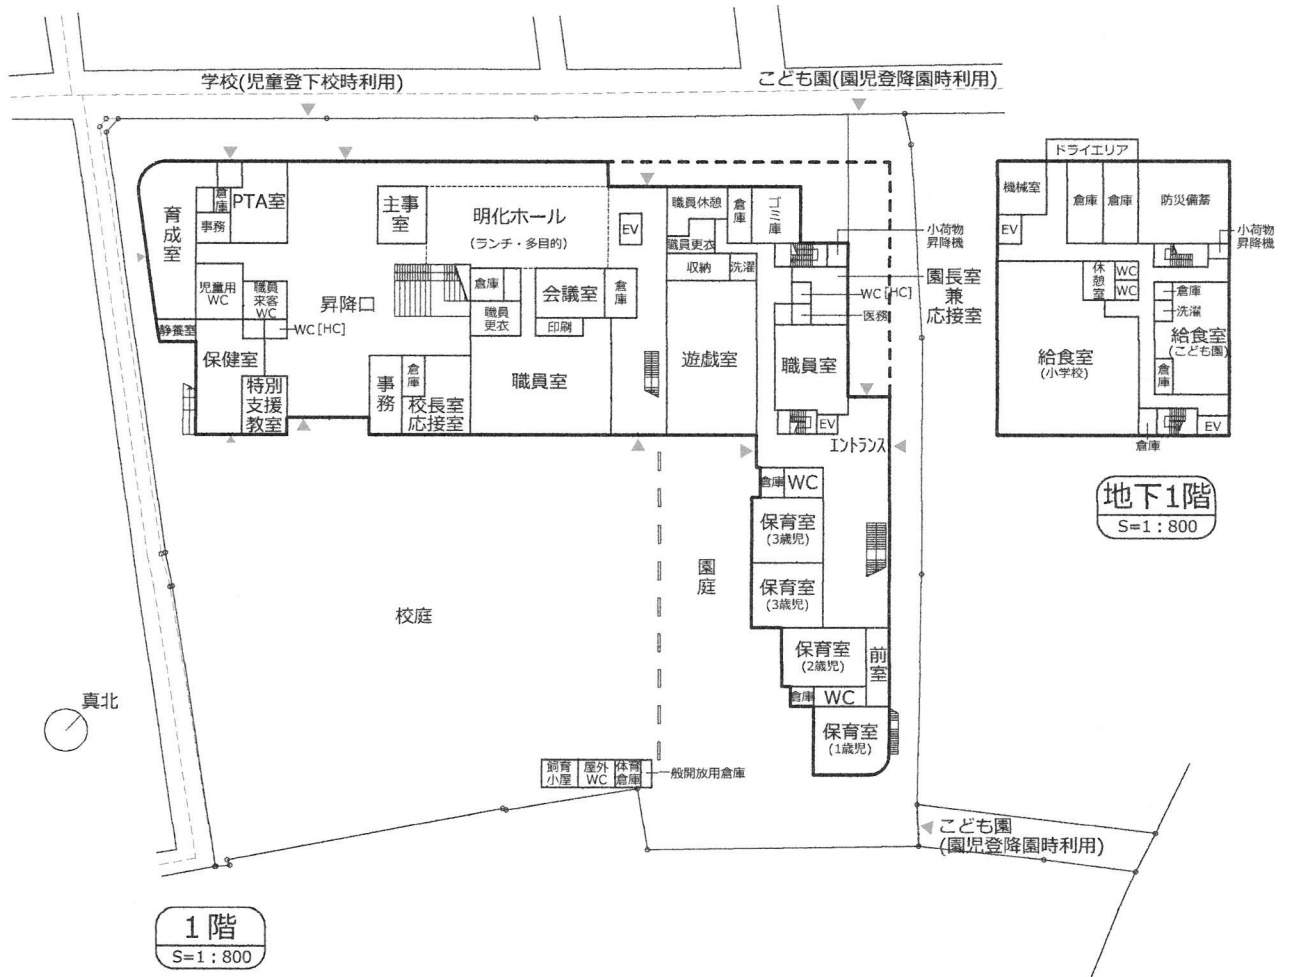 学校(児童登下校時利用)
こども園(園児登降園時利用)
ドライエリア
機械室
倉庫
倉庫
防災備蓄
EV
小荷物
昇降機
休憩室
WC
WC
倉庫
洗濯
給食室
(こども園)
給食室
(小学校)
倉庫
倉庫
EV
地下1階
S=1:800
育成室
倉庫
PTA室
事務
主事室
明化ホール
(ランチ・多目的)
EV
職員休憩
倉庫
ゴミ庫
職員更衣
収納
洗濯
小荷物
昇降機
園長室
兼
応接室
WC[HC]
医務
児童用
WC
職員
来客
WC
WC[HC]
静養室
保健室
特別
支援
教室
昇降口
倉庫
職員
更衣
会議室
倉庫
印刷
事務
倉庫
校長室
応接室
職員室
遊戯室
職員室
EV
エントランス
倉庫
WC
保育室
(3歳児)
保育室
(3歳児)
保育室
(2歳児)
前室
倉庫
WC
保育室
(1歳児)
園庭
校庭
真北
飼育
小屋
屋外
WC
体育
倉庫
一般開放用倉庫
こども園
(園児登降園時利用)
1階
S=1:800